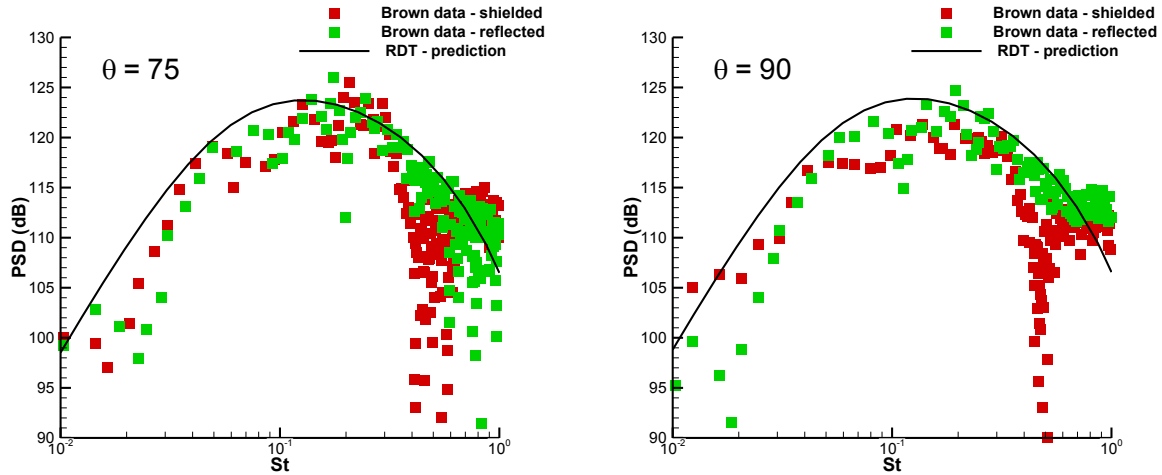 Brown data - shielded
Brown data - reflected
RDT - prediction
θ = 75
PSD (dB)
130
125
120
115
110
105
100
95
90
10-2
10-1
100
St
Brown data - shielded
Brown data - reflected
RDT - prediction
θ = 90
PSD (dB)
130
125
120
115
110
105
100
95
90
10-2
10-1
100
St